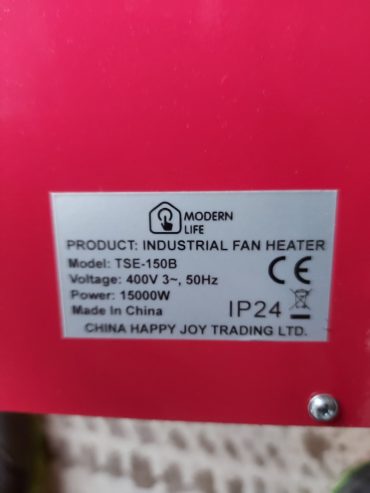 MODERN
LIFE
PRODUCT: INDUSTRIAL FAN HEATER
Model: TSE-150B
Voltage: 400V 3~, 50Hz
Power: 15000W
Made In China
CE
IP24
CHINA HAPPY JOY TRADING LTD.